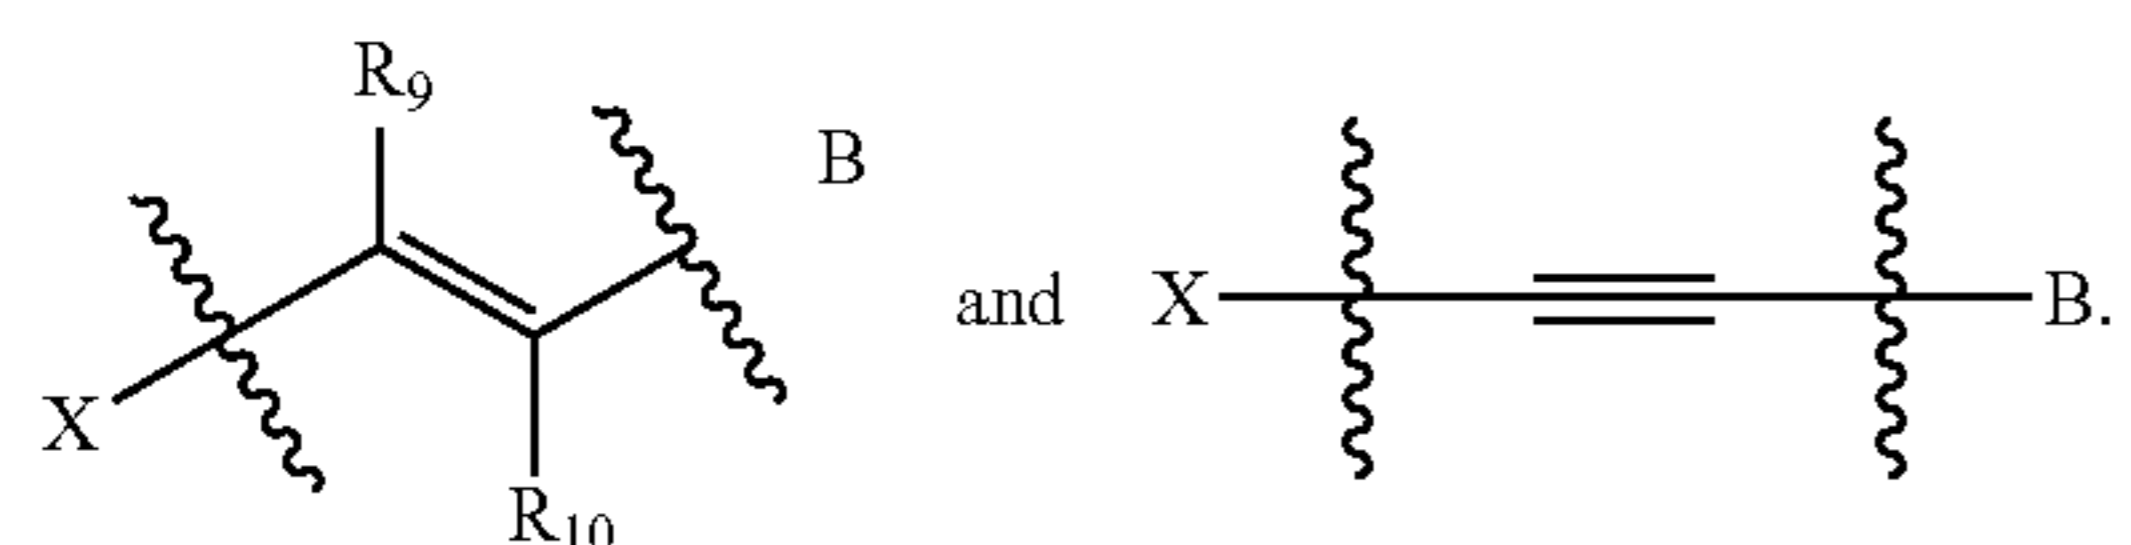 R₉
B
and X B.
X
R₁₀